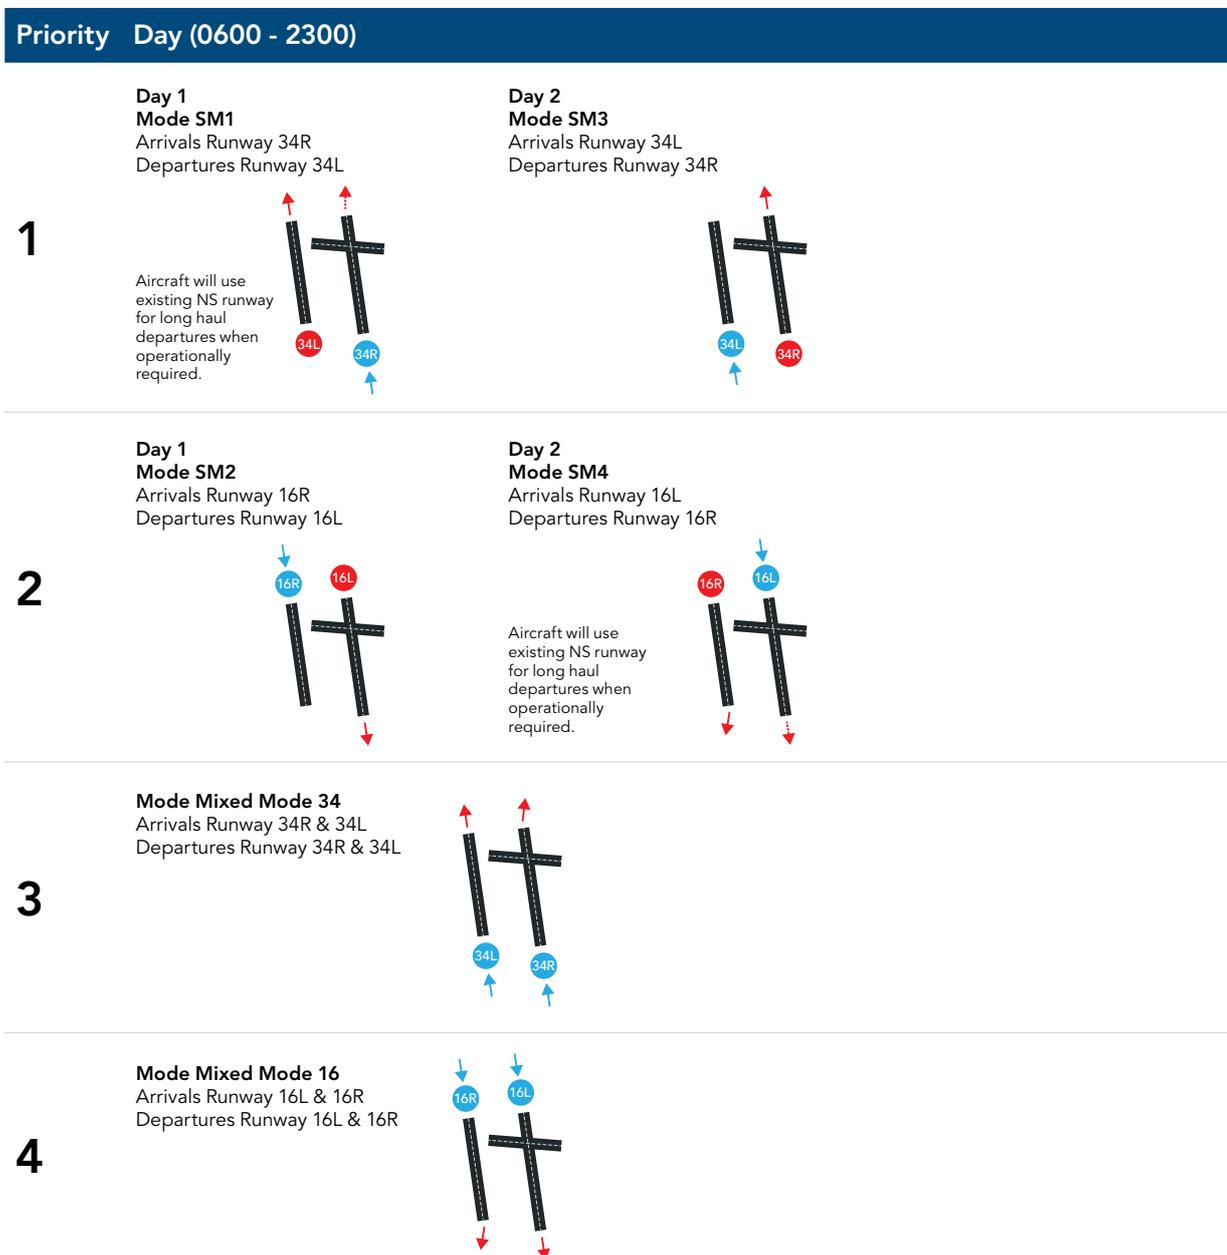 Priority Day (0600 - 2300)
1
Day 1
Mode SM1
Arrivals Runway 34R
Departures Runway 34L
Aircraft will use
existing NS runway
for long haul
departures when
operationally
required.
34L
34R
Day 2
Mode SM3
Arrivals Runway 34L
Departures Runway 34R
34L
34R
2
Day 1
Mode SM2
Arrivals Runway 16R
Departures Runway 16L
16R
16L
Day 2
Mode SM4
Arrivals Runway 16L
Departures Runway 16R
16R
16L
Aircraft will use
existing NS runway
for long haul
departures when
operationally
required.
3
Mode Mixed Mode 34
Arrivals Runway 34R & 34L
Departures Runway 34R & 34L
34L
34R
4
Mode Mixed Mode 16
Arrivals Runway 16L & 16R
Departures Runway 16L & 16R
16R
16L